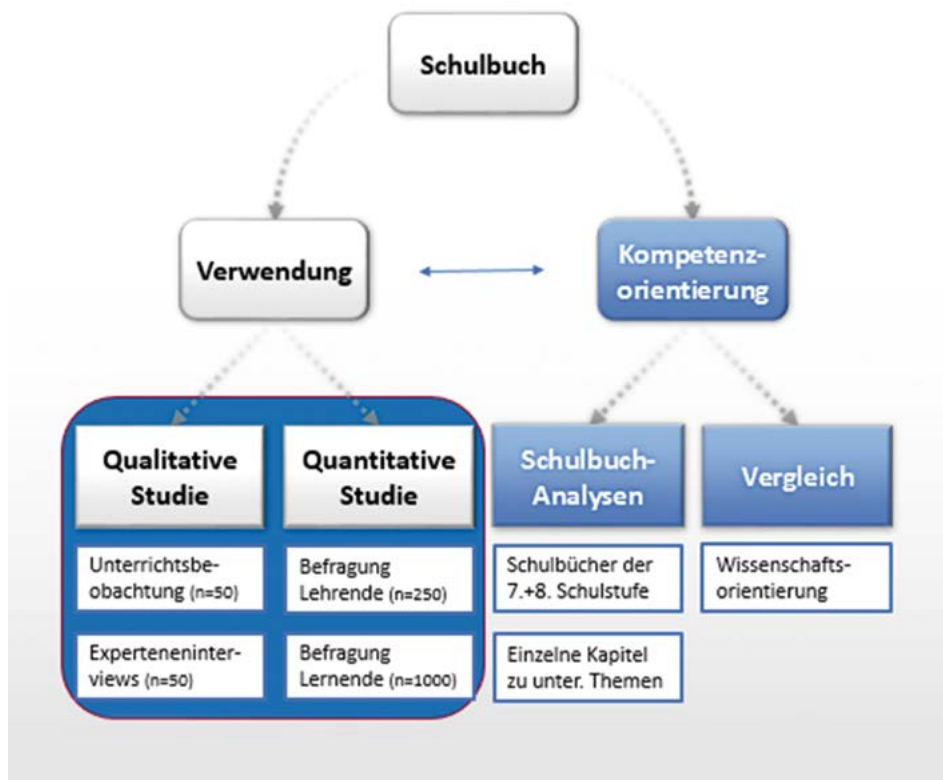 Schulbuch
Verwendung
Kompetenz-
orientierung
Qualitative
Studie
Unterrichtsbe-
obachtung (n=50)
Experteneninter-
views (n=50)
Quantitative
Studie
Befragung
Lehrende (n=250)
Befragung
Lernende (n=1000)
Schulbuch-
Analysen
Schulbücher der
7.+8. Schulstufe
Einzelne Kapitel
zu unter. Themen
Vergleich
Wissenschafts-
orientierung